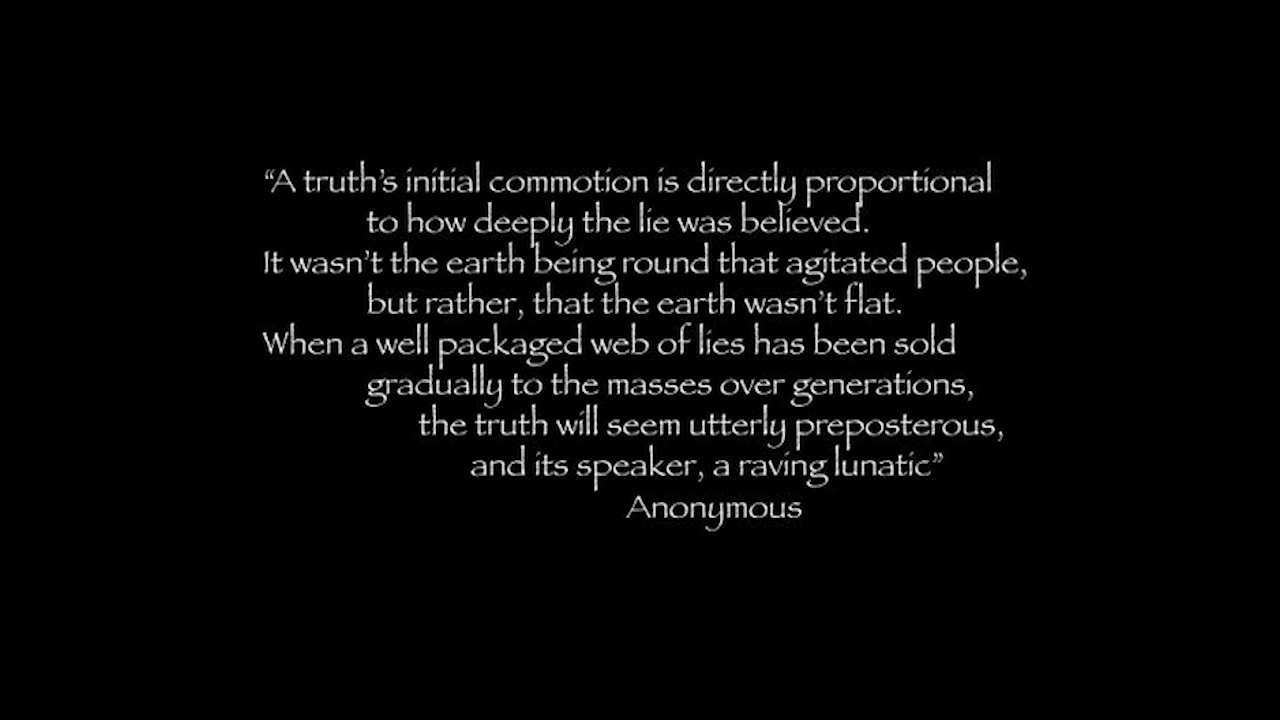 “A truth’s initial commotion is directly proportional
to how deeply the lie was believed.
It wasn’t the earth being round that agitated people,
but rather, that the earth wasn’t flat.
When a well packaged web of lies has been sold
gradually to the masses over generations,
the truth will seem utterly preposterous,
and its speaker, a raving lunatic”
Anonymous